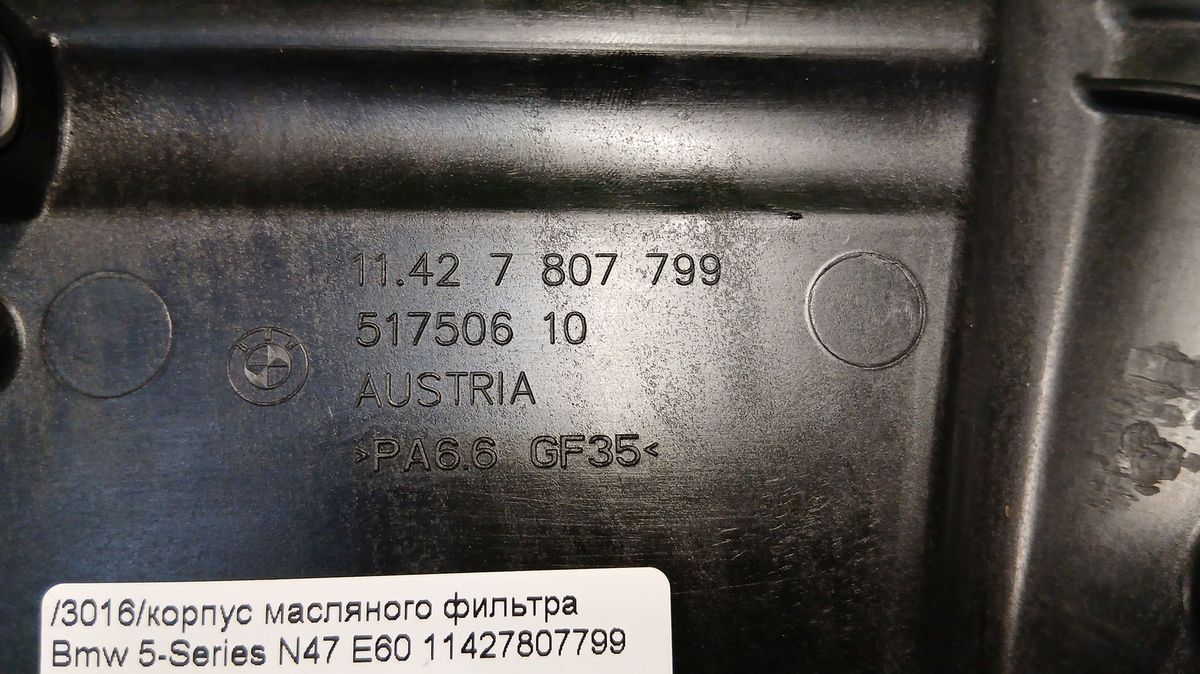 11.42 7 807 799
517506 10
BMW
AUSTRIA
>PA6.6 GF35<
/3016/корпус масляного фильтра
Bmw 5-Series N47 E60 11427807799